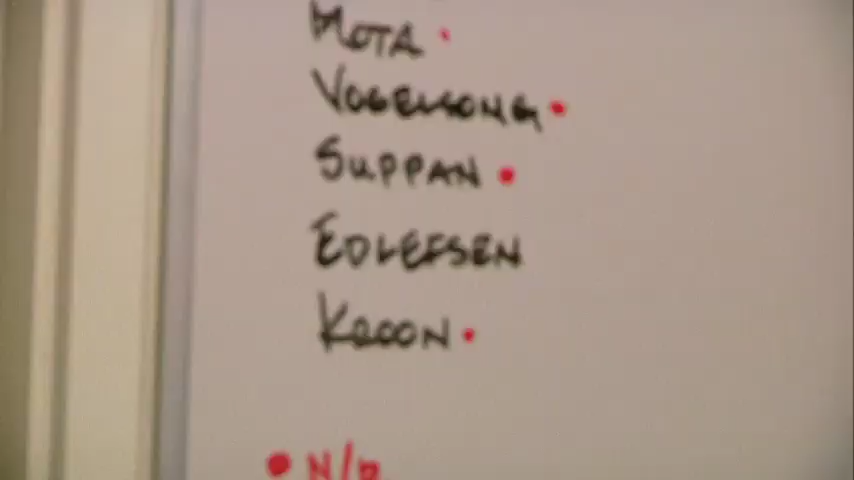 MOTA •
VOGELSONG •
SUPPAN •
EDLEFSEN
KROON •
• N/R